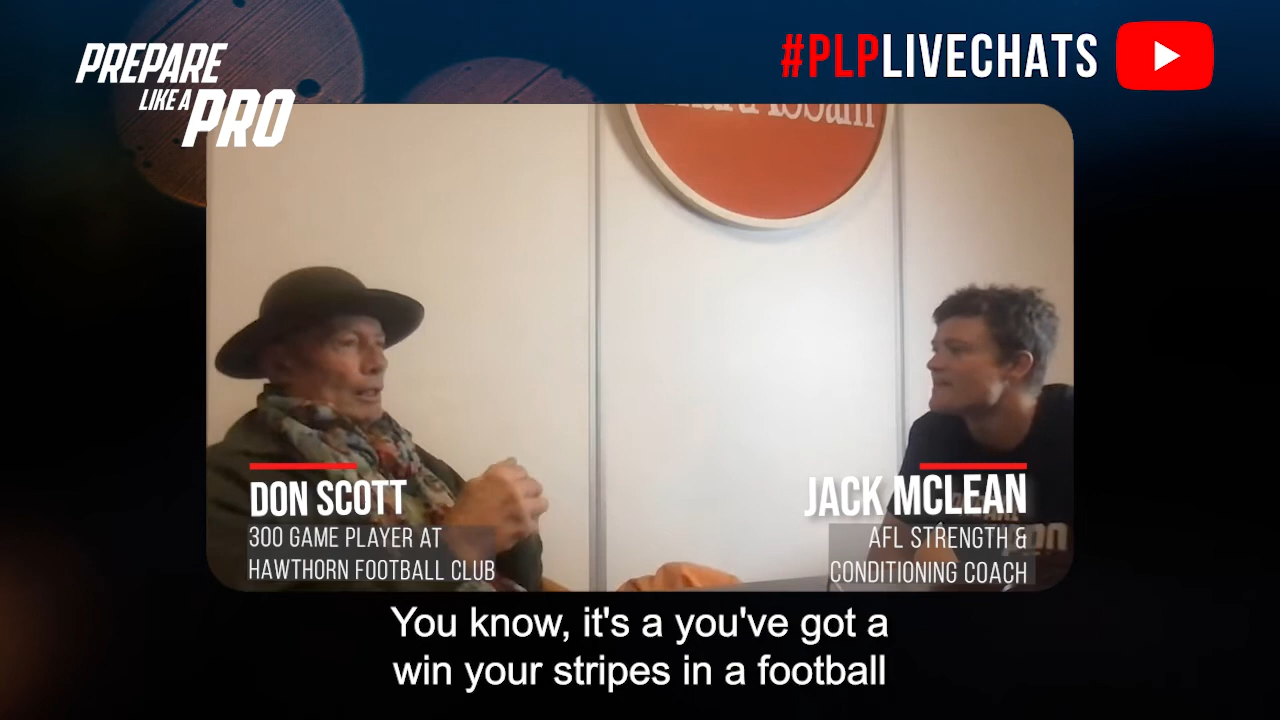 PREPARE
LIKE A
PRO
#PLPLIVECHATS
DON SCOTT
300 GAME PLAYER AT
HAWTHORN FOOTBALL CLUB
JACK MCLEAN
AFL STRENGTH &
CONDITIONING COACH
You know, it's a you've got a
win your stripes in a football